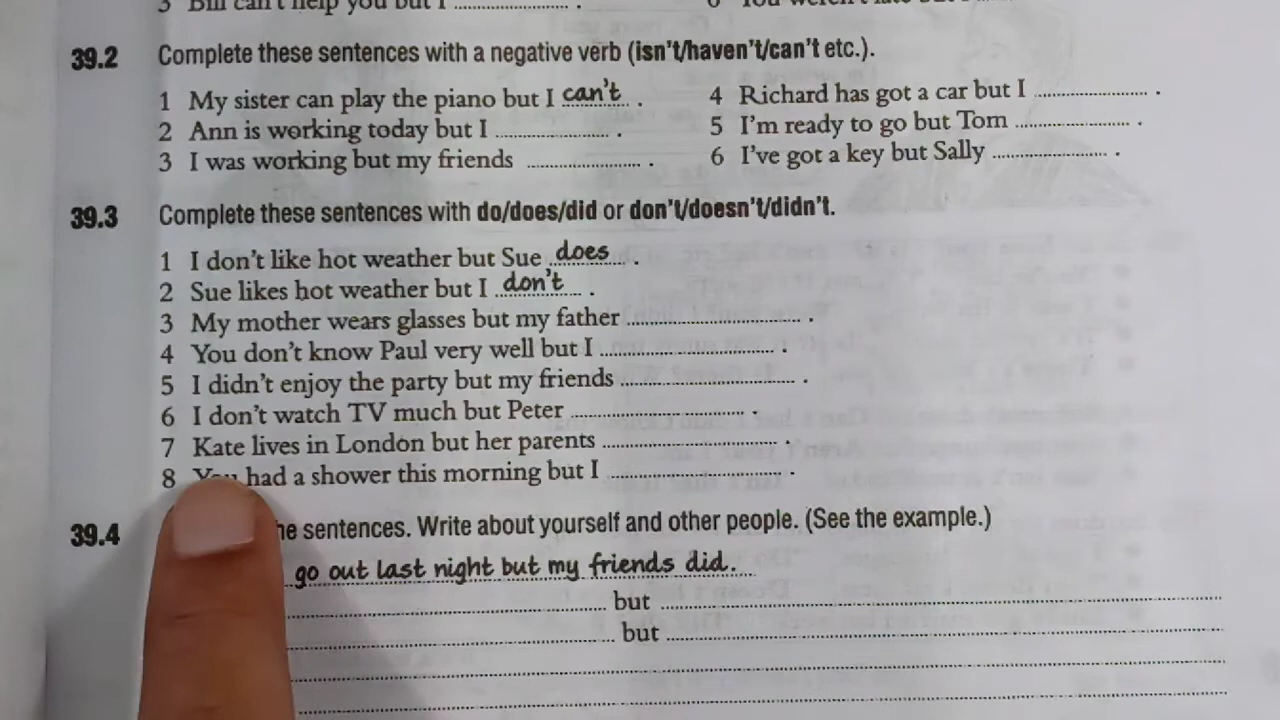 39.2 Complete these sentences with a negative verb (isn't/haven't/can't etc.).
1 My sister can play the piano but I can't .
2 Ann is working today but I .................... .
3 I was working but my friends .................... .
4 Richard has got a car but I .................... .
5 I'm ready to go but Tom .................... .
6 I've got a key but Sally .................... .
39.3 Complete these sentences with do/does/did or don't/doesn't/didn't.
1 I don't like hot weather but Sue does .
2 Sue likes hot weather but I don't .
3 My mother wears glasses but my father .................... .
4 You don't know Paul very well but I .................... .
5 I didn't enjoy the party but my friends .................... .
6 I don't watch TV much but Peter .................... .
7 Kate lives in London but her parents .................... .
8 You had a shower this morning but I .................... .
39.4 sentences. Write about yourself and other people. (See the example.)
go out last night but my friends did.
.................... but ....................
.................... but ....................